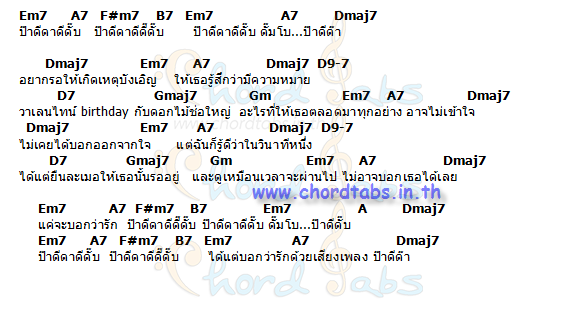 Em7 A7 F#m7 B7 Em7 A7 Dmaj7
ป้าดีดาดีดั๊บ ป้าดีดาดีดี๊ดั๊บ ป้าดีดาดีดั๊บ ดั๊มโบ...ป้าดีด๊า
Dmaj7 Em7 A7 Dmaj7 D9-7
อยากรอให้เกิดเหตุบังเอิญ ให้เธอรู้สึกว่ามีความหมาย
D7 Gmaj7 Gm Em7 A7 Dmaj7
วาเลนไทน์ birthday กับดอกไม้ช่อใหญ่ อะไรที่ให้เธอตลอดมาทุกอย่าง อาจไม่เข้าใจ
Dmaj7 Em7 A7 Dmaj7 D9-7
ไม่เคยได้บอกออกจากใจ แต่ฉันก็รู้ดีว่าในวินาทีหนึ่ง
D7 Gmaj7 Gm Em7 A7 Dmaj7
ได้แต่ยืนละเมอให้เธอนั้นรออยู่ และดูเหมือนเวลาจะผ่านไป ไม่อาจบอกเธอได้เลย
www.chordtabs.in.th
Em7 A7 F#m7 B7 Em7 A Dmaj7
แค่จะบอกว่ารัก ป้าดีดาดีดี๊ดั๊บ ป้าดีดาดีดั๊บ ดั๊มโบ...ป้าดีดั๊บ
Em7 A7 F#m7 B7 Em7 A7 Dmaj7
ป้าดีดาดีดั๊บ ป้าดีดาดีดี๊ดั๊บ ได้แต่บอกว่ารักด้วยเสียงเพลง ป้าดีด๊า